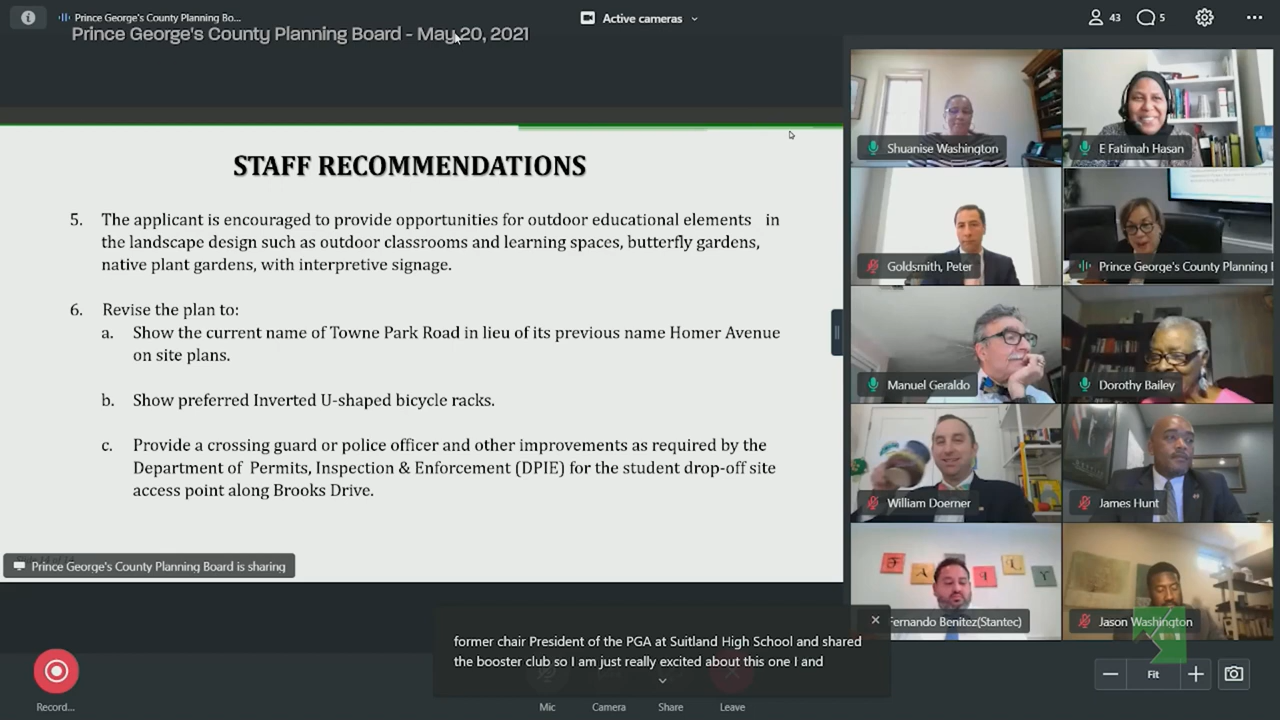 Prince George's County Planning Bo...
Active cameras
43
5
Prince George's County Planning Board - May 20, 2021
STAFF RECOMMENDATIONS
5. The applicant is encouraged to provide opportunities for outdoor educational elements in
the landscape design such as outdoor classrooms and learning spaces, butterfly gardens,
native plant gardens, with interpretive signage.
6. Revise the plan to:
a. Show the current name of Towne Park Road in lieu of its previous name Homer Avenue
on site plans.
b. Show preferred Inverted U-shaped bicycle racks.
c. Provide a crossing guard or police officer and other improvements as required by the
Department of Permits, Inspection & Enforcement (DPIE) for the student drop-off site
access point along Brooks Drive.
Prince George's County Planning Board is sharing
Shuanise Washington
E Fatimah Hasan
Goldsmith, Peter
Prince George's County Planning
Manuel Geraldo
Dorothy Bailey
William Doerner
James Hunt
Fernando Benitez(Stantec)
Jason Washington
former chair President of the PGA at Suitland High School and shared
the booster club so I am just really excited about this one I and
Record...
Mic
Camera
Share
Leave
Fit